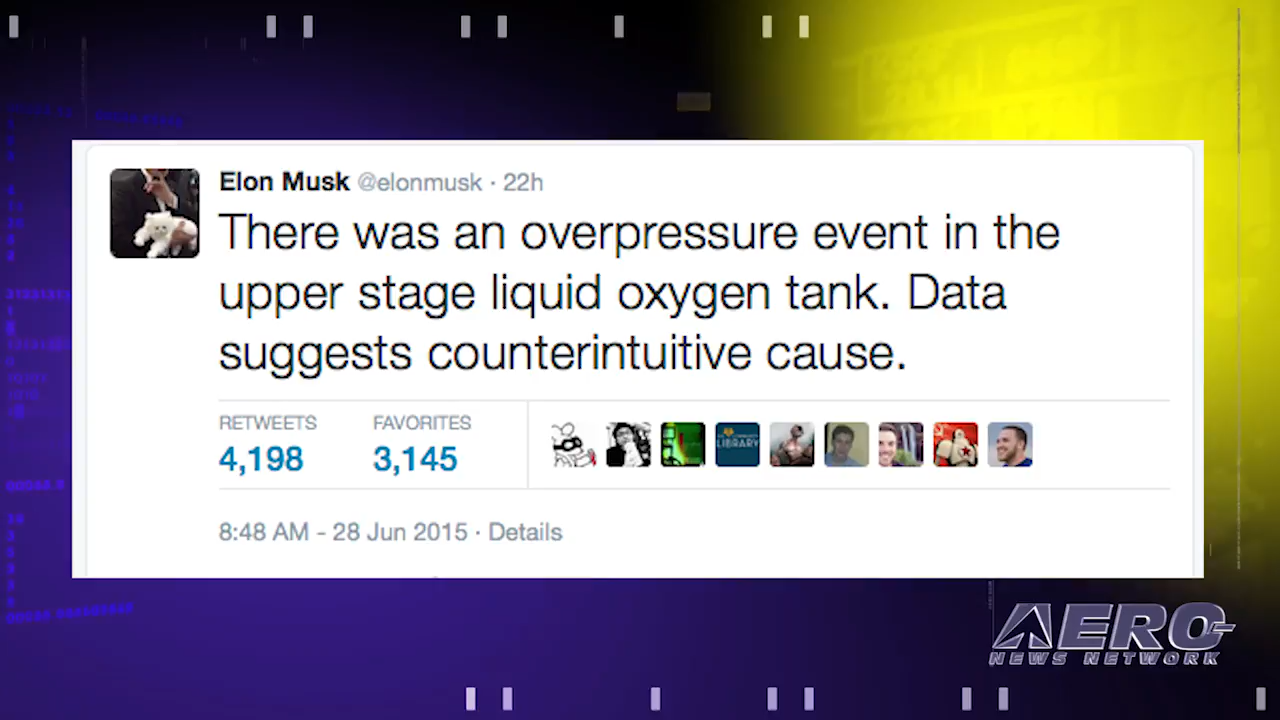 Elon Musk @elonmusk · 22h
There was an overpressure event in the
upper stage liquid oxygen tank. Data
suggests counterintuitive cause.
RETWEETS FAVORITES
4,198 3,145
LIBRARY
8:48 AM - 28 Jun 2015 · Details
AERO
NEWS NETWORK